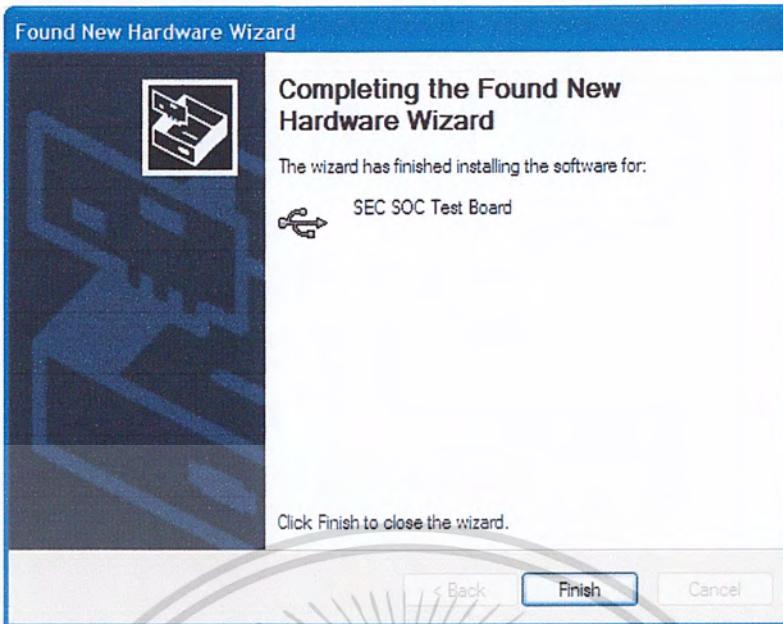 Found New Hardware Wizard
Completing the Found New
Hardware Wizard
The wizard has finished installing the software for:
SEC SOC Test Board
Click Finish to close the wizard.
< Back Finish Cancel